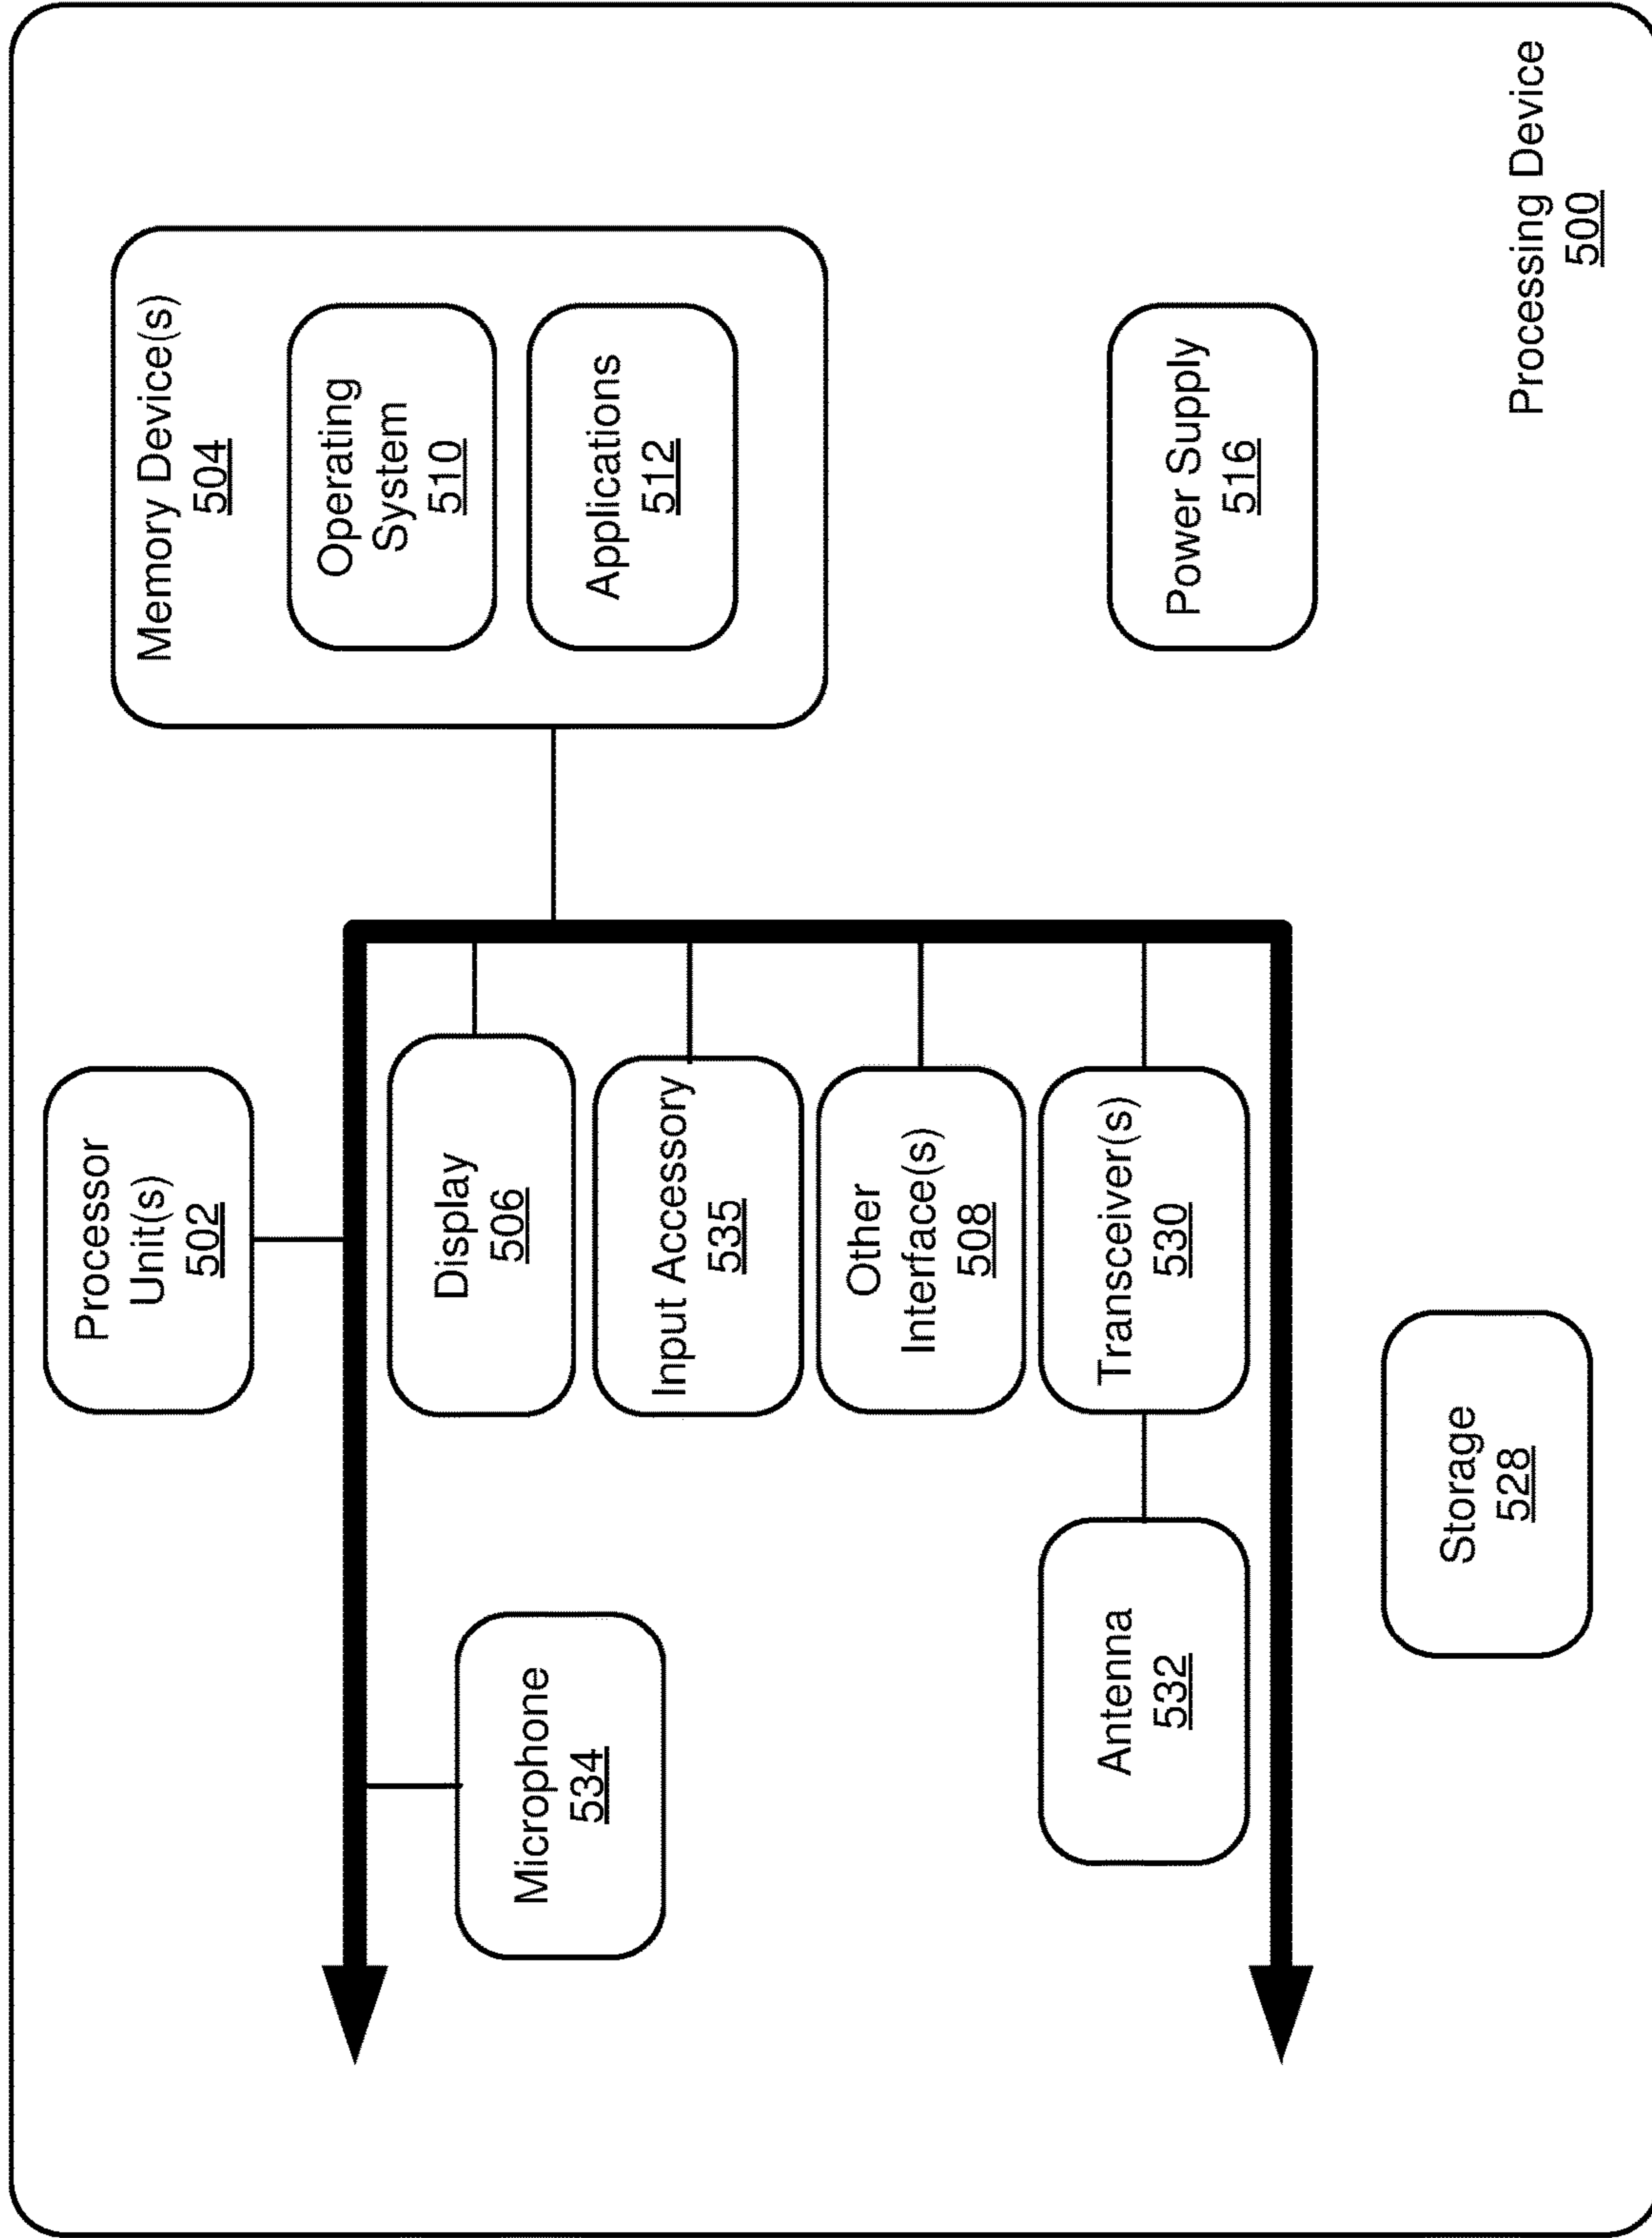 Processor
Unit(s)
502
Memory Device(s)
504
Operating
System
510
Applications
512
Display
506
Microphone
534
Input Accessory
535
Other
Interface(s)
508
Antenna
532
Transceiver(s)
530
Power Supply
516
Storage
528
Processing Device
500